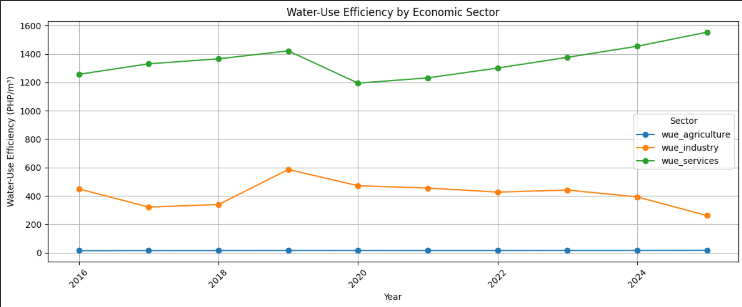 Water-Use Efficiency by Economic Sector
Water-Use Efficiency (PHP/m³)
1600
1400
1200
1000
800
600
400
200
0
Sector
wue_agriculture
wue_industry
wue_services
2016
2018
2020
2022
2024
Year